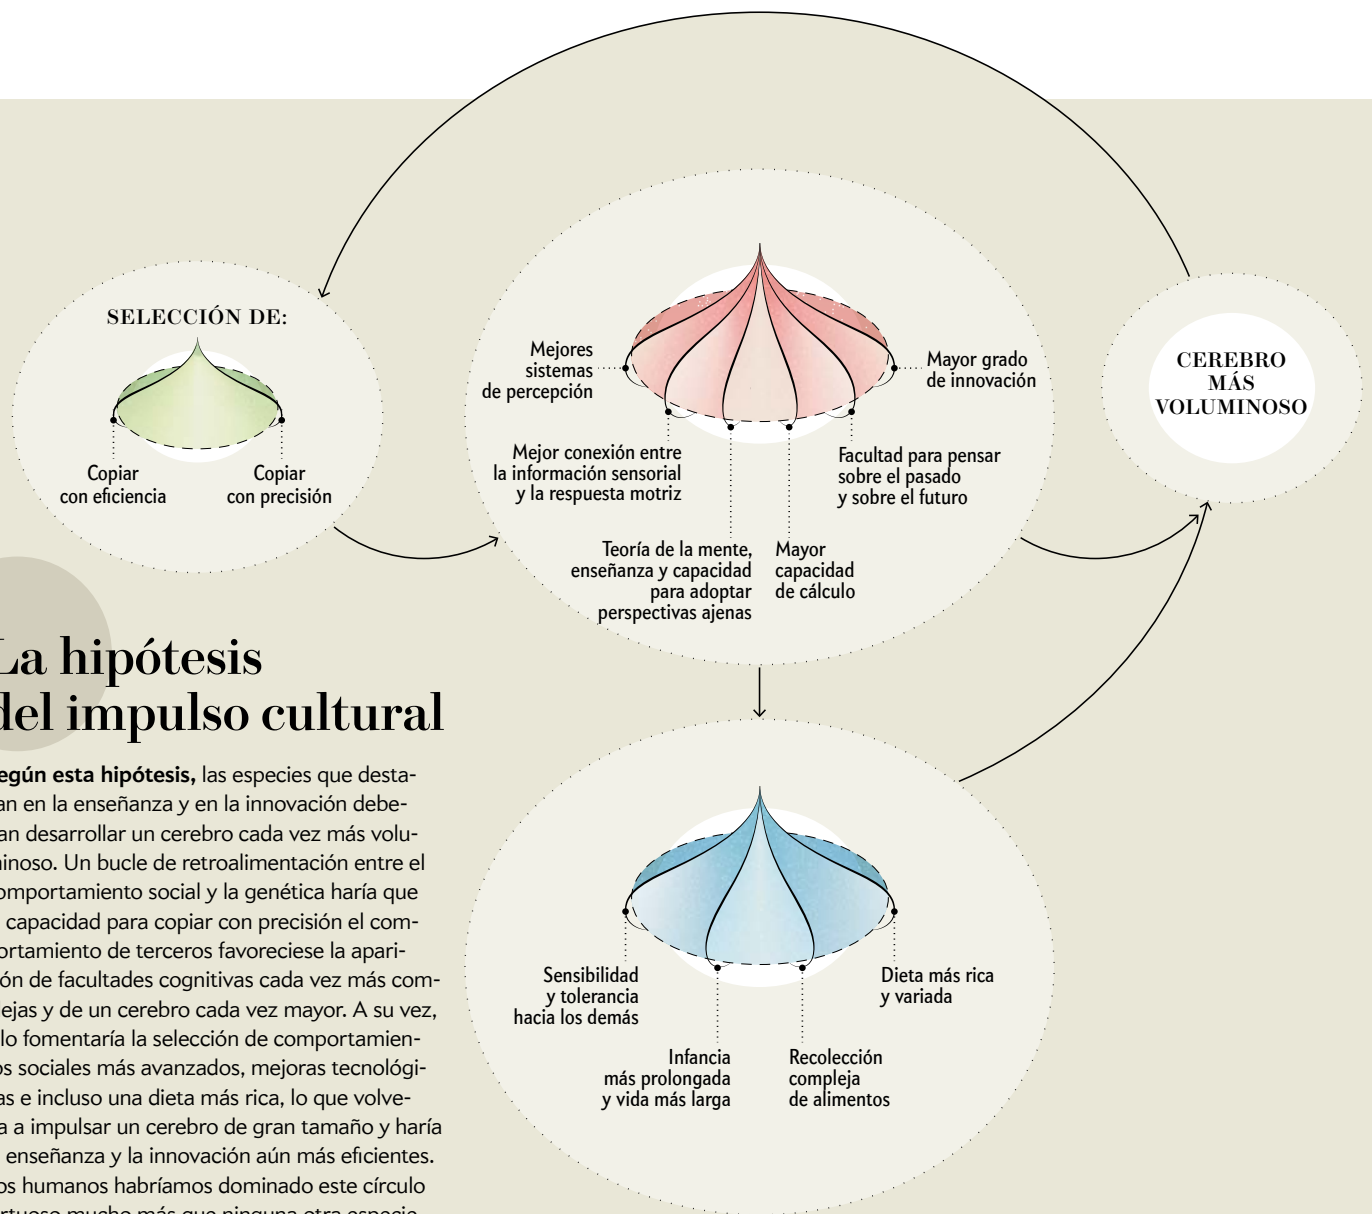 SELECCIÓN DE:
Copiar
con eficiencia
Copiar
con precisión
Mejores
sistemas
de percepción
Mejor conexión entre
la información sensorial
y la respuesta motriz
Teoría de la mente,
enseñanza y capacidad
para adoptar
perspectivas ajenas
Mayor
capacidad
de cálculo
Facultad para pensar
sobre el pasado
y sobre el futuro
Mayor grado
de innovación
CEREBRO
MÁS
VOLUMINOSO
La hipótesis
del impulso cultural
egún esta hipótesis, las especies que desta-
an en la enseñanza y en la innovación debe-
an desarrollar un cerebro cada vez más volu-
inoso. Un bucle de retroalimentación entre el
omportamiento social y la genética haría que
capacidad para copiar con precisión el com-
ortamiento de terceros favoreciese la apari-
ón de facultades cognitivas cada vez más com-
lejas y de un cerebro cada vez mayor. A su vez,
lo fomentaría la selección de comportamien-
os sociales más avanzados, mejoras tecnológi-
as e incluso una dieta más rica, lo que volve-
a a impulsar un cerebro de gran tamaño y haría
enseñanza y la innovación aún más eficientes.
os humanos habríamos dominado este círculo
rtuoso mucho más que ninguna otra especie
Sensibilidad
y tolerancia
hacia los demás
Infancia
más prolongada
y vida más larga
Recolección
compleja
de alimentos
Dieta más rica
y variada